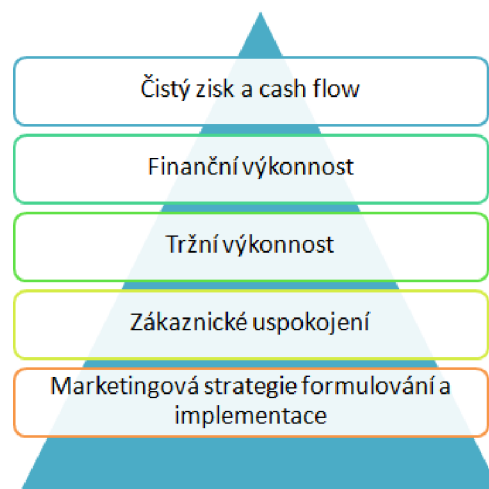 Čistý zisk a cash flow
Finanční výkonnost
Tržní výkonnost
Zákaznické uspokojení
Marketingová strategie formulování a
implementace